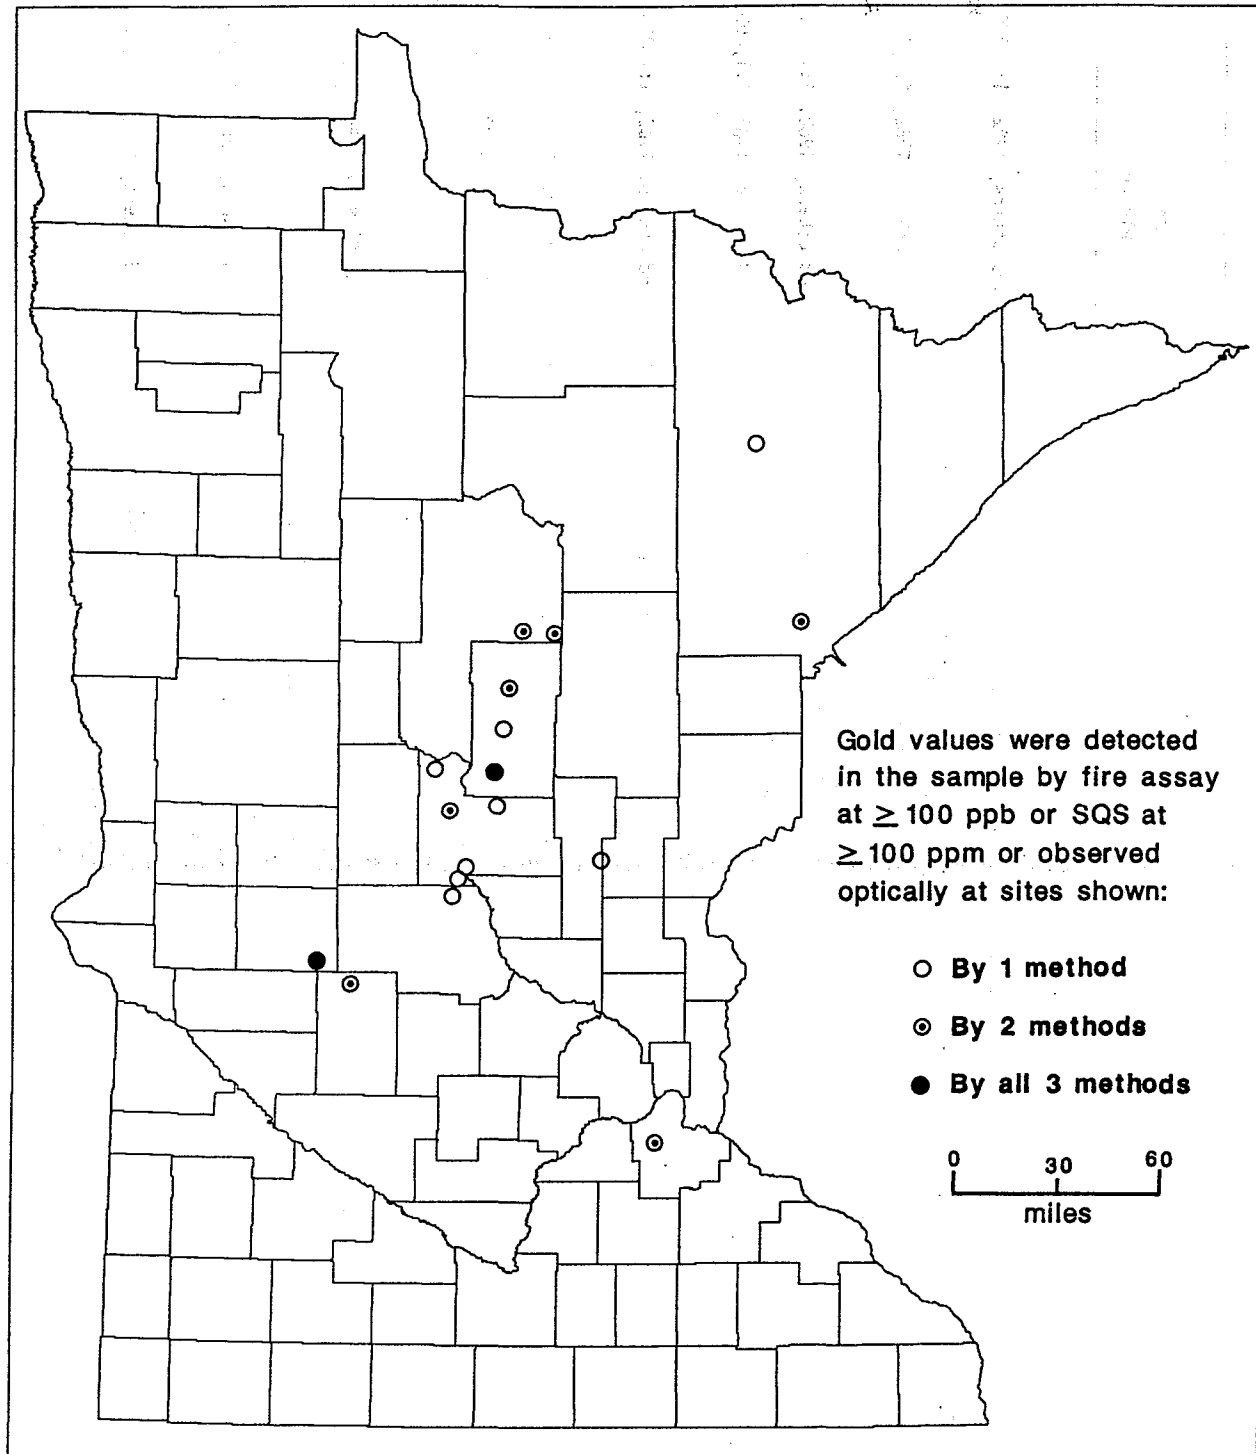 Gold values were detected
in the sample by fire assay
at ≥ 100 ppb or SQS at
≥ 100 ppm or observed
optically at sites shown:
By 1 method
By 2 methods
By all 3 methods
0 30 60
miles